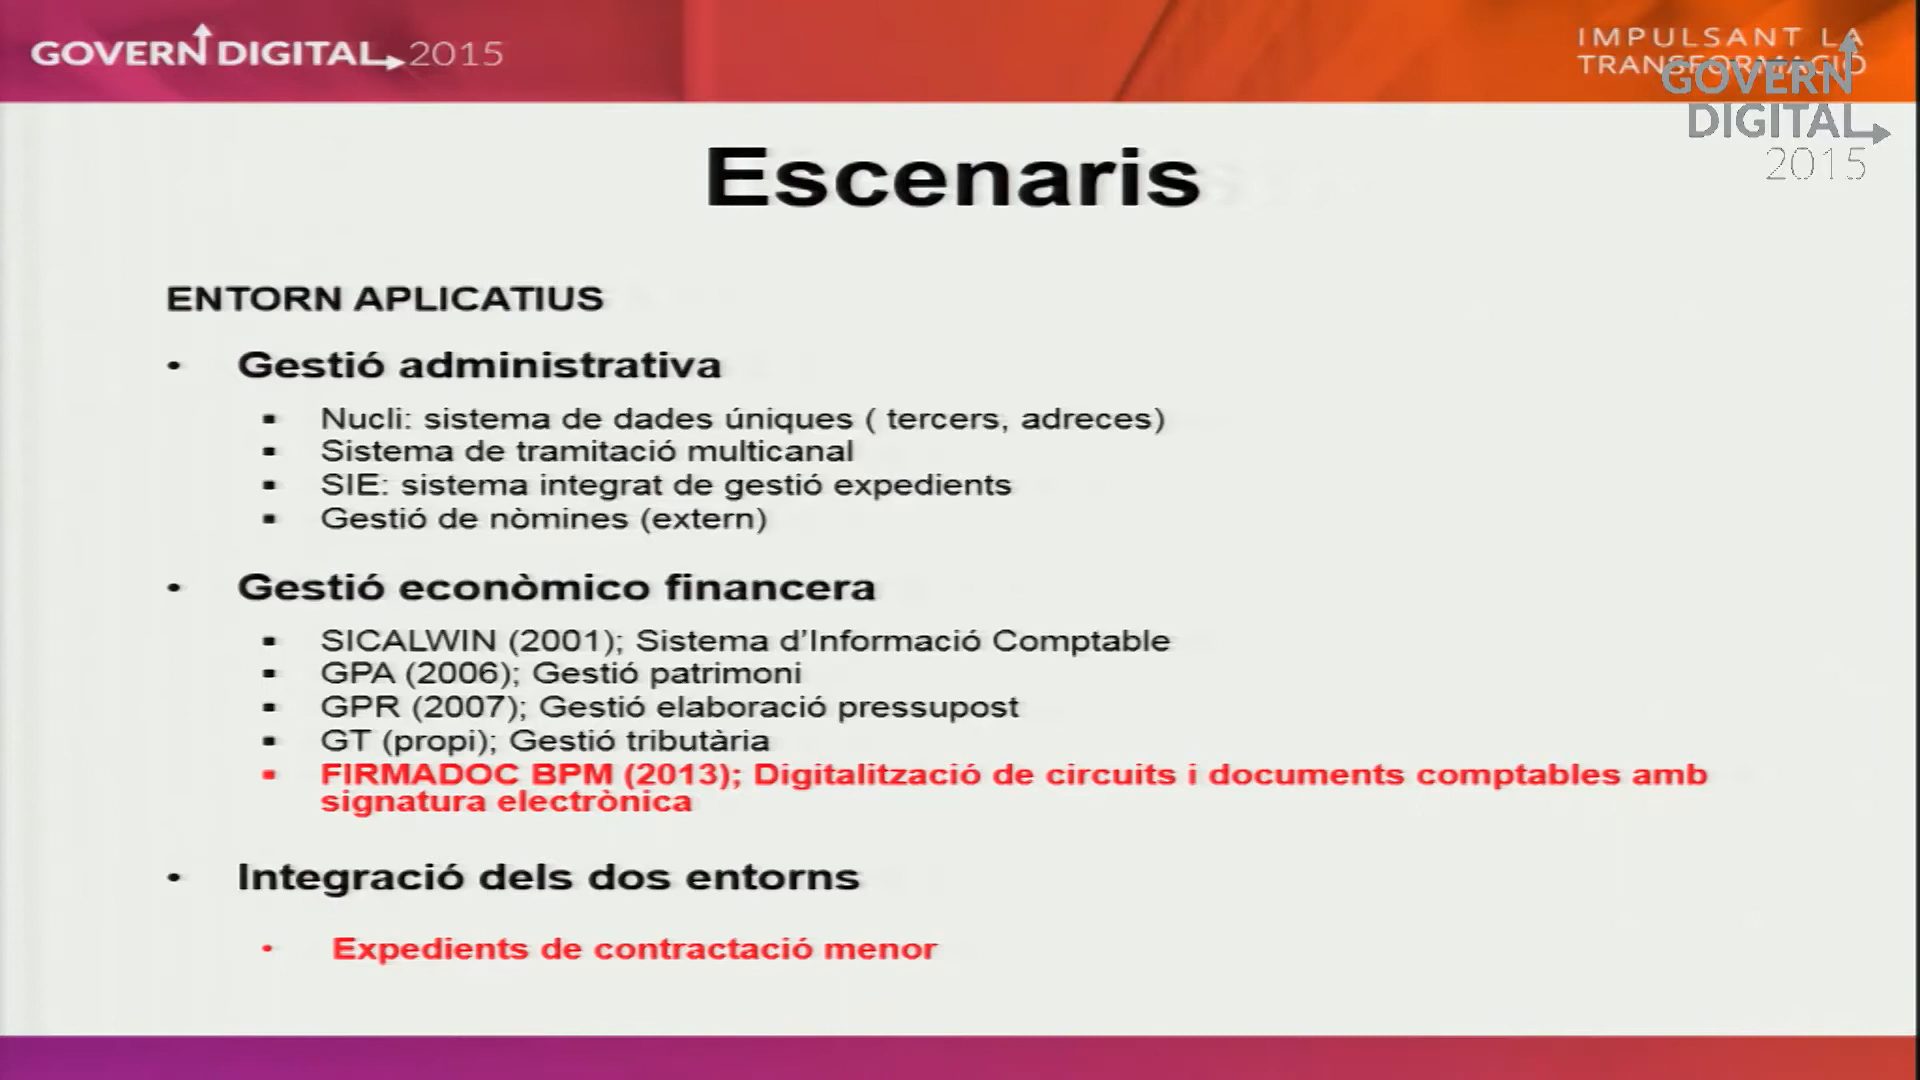 GOVERN DIGITAL 2015
IMPULSANT LA
TRANSFORMACIÓ
GOVERN
DIGITAL
2015
Escenaris
ENTORN APLICATIUS
• Gestió administrativa
▪ Nucli: sistema de dades úniques ( tercers, adreces)
▪ Sistema de tramitació multicanal
▪ SIE: sistema integrat de gestió expedients
▪ Gestió de nòmines (extern)
• Gestió econòmico financera
▪ SICALWIN (2001); Sistema d'Informació Comptable
▪ GPA (2006); Gestió patrimoni
▪ GPR (2007); Gestió elaboració pressupost
▪ GT (propi); Gestió tributària
▪ FIRMADOC BPM (2013); Digitalització de circuits i documents comptables amb
signatura electrònica
• Integració dels dos entorns
• Expedients de contractació menor